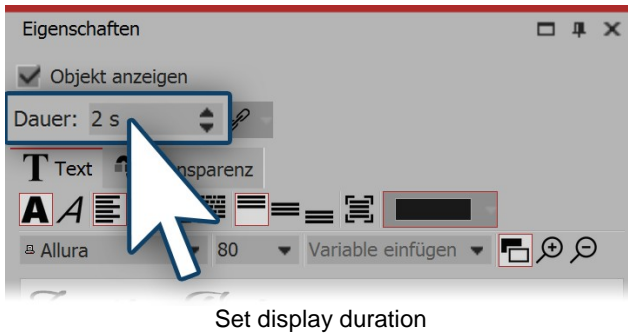 Eigenschaften
Objekt anzeigen
Dauer: 2 s
T Text nsparenz
A A
Allura 80 Variable einfügen
Set display duration